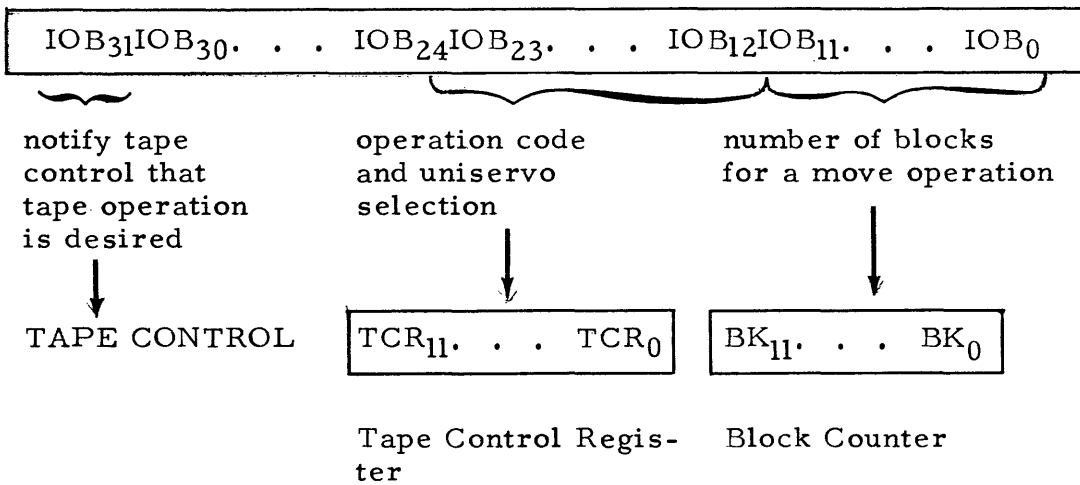 IOB31IOB30. . . IOB24IOB23. . . IOB12IOB11. . . IOB0
notify tape
control that
tape operation
is desired
operation code
and uniservo
selection
number of blocks
for a move operation
TAPE CONTROL
TCR11. . . TCR0
BK11. . . BK0
Tape Control Regis-
ter
Block Counter